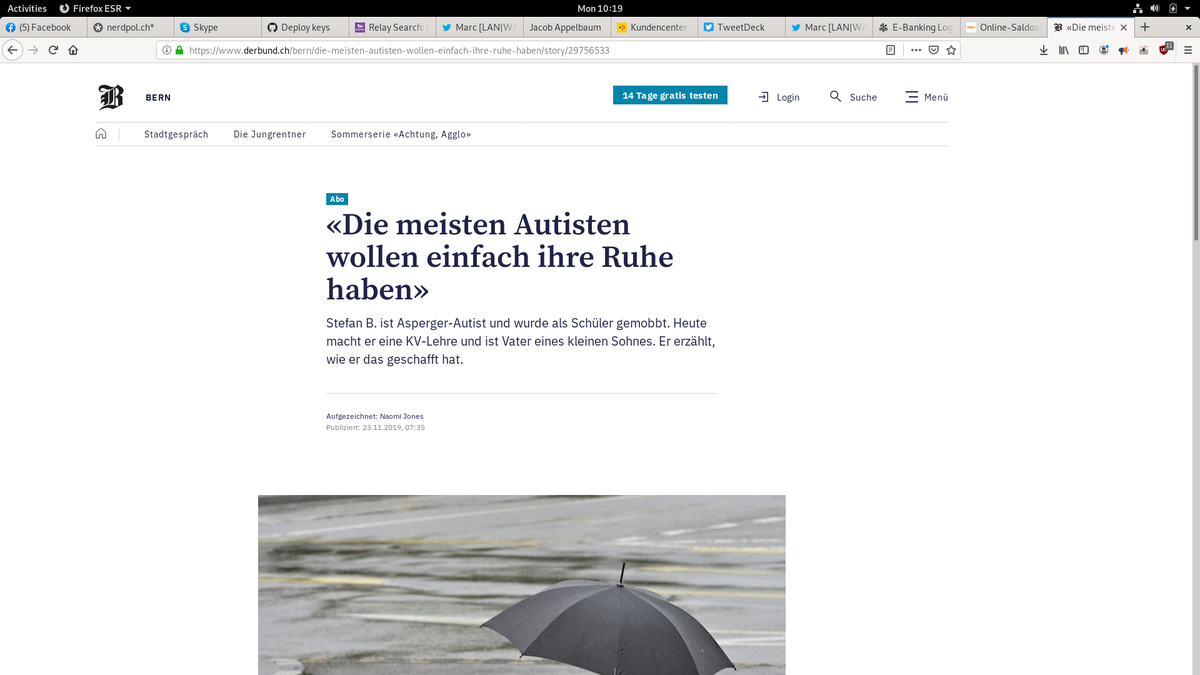 Activities Firefox ESR Mon 10:19
(5) Facebook nerdpol.ch* Skype Deploy keys Relay Search: Marc [LAN|WA Jacob Appelbaum Kundencenter TweetDeck Marc [LAN|WA E-Banking Log Online-Saldo «Die meiste
https://www.derbund.ch/bern/die-meisten-autisten-wollen-einfach-ihre-ruhe-haben/story/29756533
B BERN 14 Tage gratis testen Login Suche Menü
Stadtgespräch Die Jungrentner Sommerserie «Achtung, Agglo»
Abo
«Die meisten Autisten
wollen einfach ihre Ruhe
haben»
Stefan B. ist Asperger-Autist und wurde als Schüler gemobbt. Heute
macht er eine KV-Lehre und ist Vater eines kleinen Sohnes. Er erzählt,
wie er das geschafft hat.
Aufgezeichnet: Naomi Jones
Publiziert: 23.11.2019, 07:35